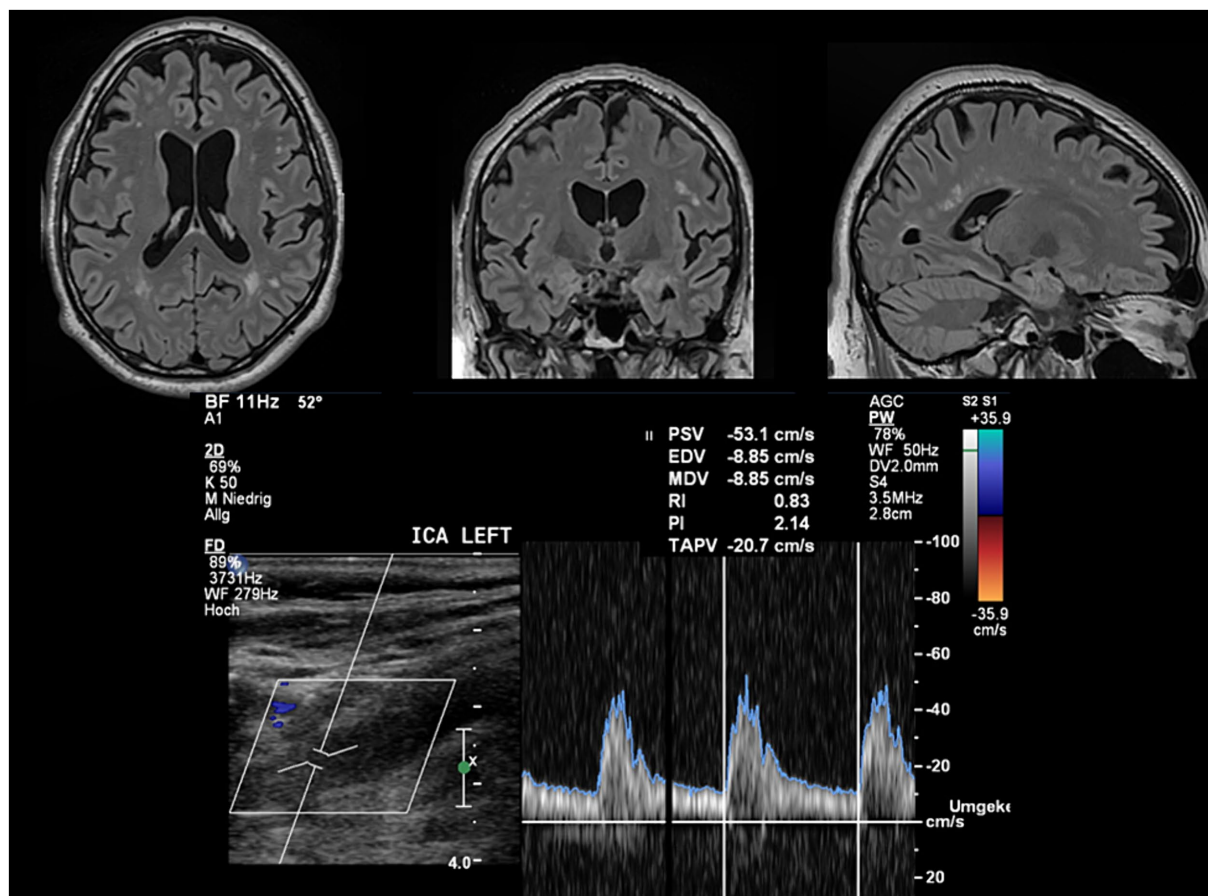 BF 11Hz 52°
A1
2D
69%
K 50
M Niedrig
Allg
FD
89%
3731Hz
WF 279Hz
Hoch
ICA LEFT
x
4.0
II PSV -53.1 cm/s
EDV -8.85 cm/s
MDV -8.85 cm/s
RI 0.83
PI 2.14
TAPV -20.7 cm/s
AGC
PW
78%
WF 50Hz
DV2.0mm
S4
3.5MHz
2.8cm
S2 S1
+35.9
-35.9
cm/s
-100
-80
-60
-40
-20
Umgeke
cm/s
20